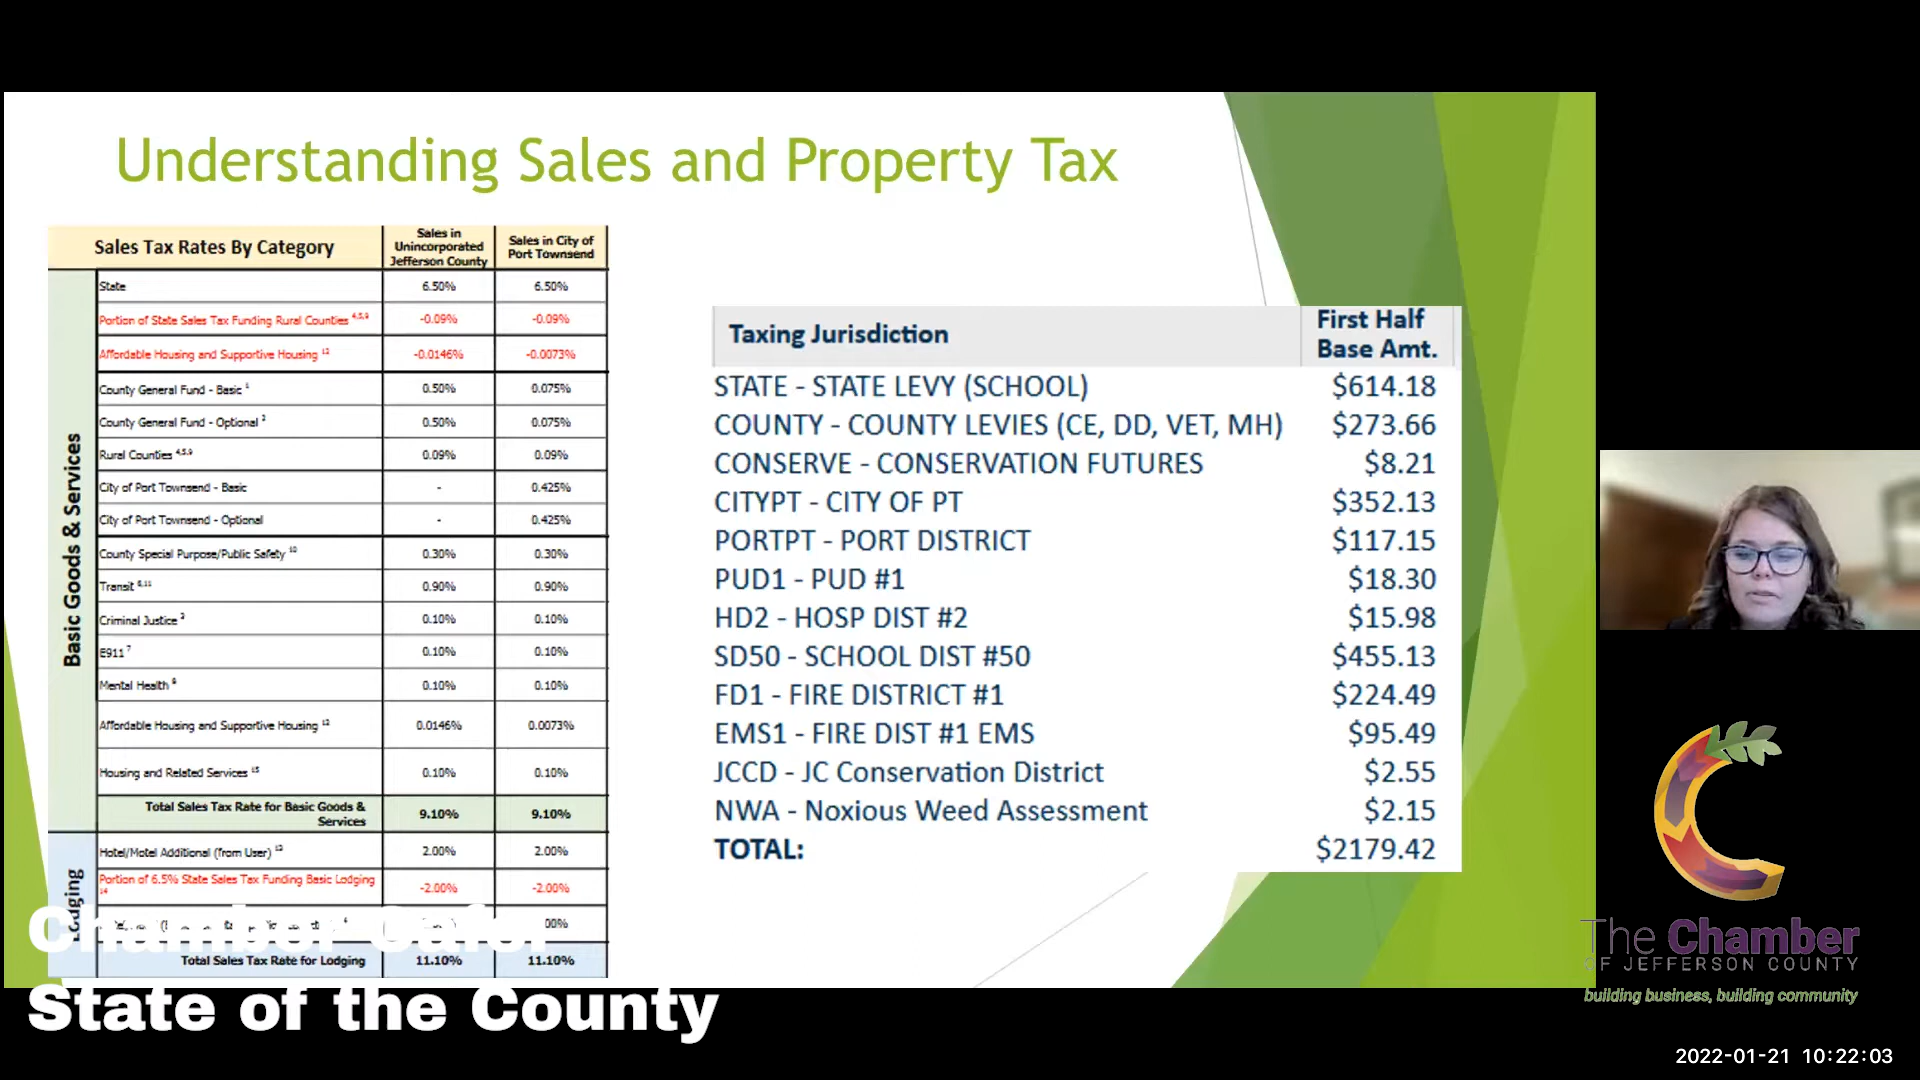 Understanding Sales and Property Tax
Sales Tax Rates By Category
Sales in
Unincorporated
Jefferson County
Sales in City of
Port Townsend
Basic Goods & Services
State 6.50% 6.50%
Portion of State Sales Tax Funding Rural Counties 4,5,9 -0.09% -0.09%
Affordable Housing and Supportive Housing 12 -0.0146% -0.0073%
County General Fund - Basic 1 0.50% 0.075%
County General Fund - Optional 2 0.50% 0.075%
Rural Counties 4,5,9 0.09% 0.09%
City of Port Townsend - Basic - 0.425%
City of Port Townsend - Optional - 0.425%
County Special Purpose/Public Safety 10 0.30% 0.30%
Transit 6,11 0.90% 0.90%
Criminal Justice 3 0.10% 0.10%
E911 7 0.10% 0.10%
Mental Health 8 0.10% 0.10%
Affordable Housing and Supportive Housing 12 0.0146% 0.0073%
Housing and Related Services 15 0.10% 0.10%
Total Sales Tax Rate for Basic Goods &
Services 9.10% 9.10%
Lodging
Hotel/Motel Additional (from User) 13 2.00% 2.00%
Portion of 6.5% State Sales Tax Funding Basic Lodging
14 -2.00% -2.00%
00%
Total Sales Tax Rate for Lodging 11.10% 11.10%
Taxing Jurisdiction
First Half
Base Amt.
STATE - STATE LEVY (SCHOOL) $614.18
COUNTY - COUNTY LEVIES (CE, DD, VET, MH) $273.66
CONSERVE - CONSERVATION FUTURES $8.21
CITYPT - CITY OF PT $352.13
PORTPT - PORT DISTRICT $117.15
PUD1 - PUD #1 $18.30
HD2 - HOSP DIST #2 $15.98
SD50 - SCHOOL DIST #50 $455.13
FD1 - FIRE DISTRICT #1 $224.49
EMS1 - FIRE DIST #1 EMS $95.49
JCCD - JC Conservation District $2.55
NWA - Noxious Weed Assessment $2.15
TOTAL: $2179.42
Chamber Cafe:
State of the County
The Chamber
OF JEFFERSON COUNTY
building business, building community
2022-01-21 10:22:03